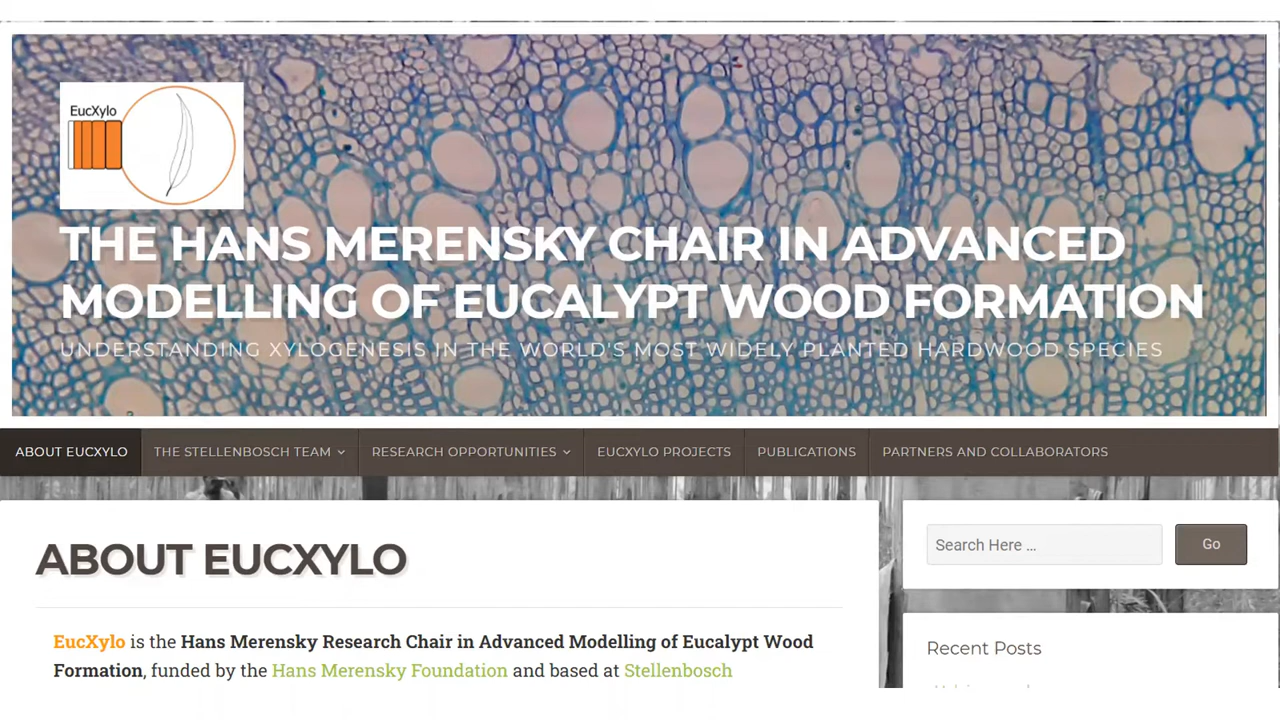 EucXylo
THE HANS MERENSKY CHAIR IN ADVANCED
MODELLING OF EUCALYPT WOOD FORMATION
UNDERSTANDING XYLOGENESIS IN THE WORLD'S MOST WIDELY PLANTED HARDWOOD SPECIES
ABOUT EUCXYLO
THE STELLENBOSCH TEAM
RESEARCH OPPORTUNITIES
EUCXYLO PROJECTS
PUBLICATIONS
PARTNERS AND COLLABORATORS
ABOUT EUCXYLO
EucXylo is the Hans Merensky Research Chair in Advanced Modelling of Eucalypt Wood
Formation, funded by the Hans Merensky Foundation and based at Stellenbosch
Search Here ...
Go
Recent Posts